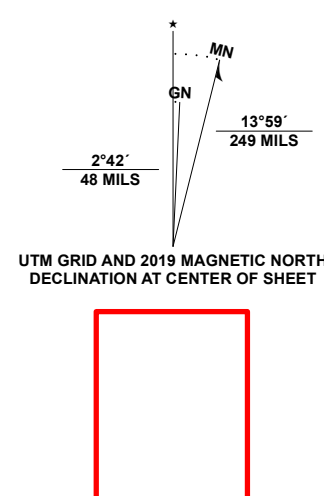 MN
GN
13°59´
249 MILS
2°42´
48 MILS
UTM GRID AND 2019 MAGNETIC NORTH
DECLINATION AT CENTER OF SHEET